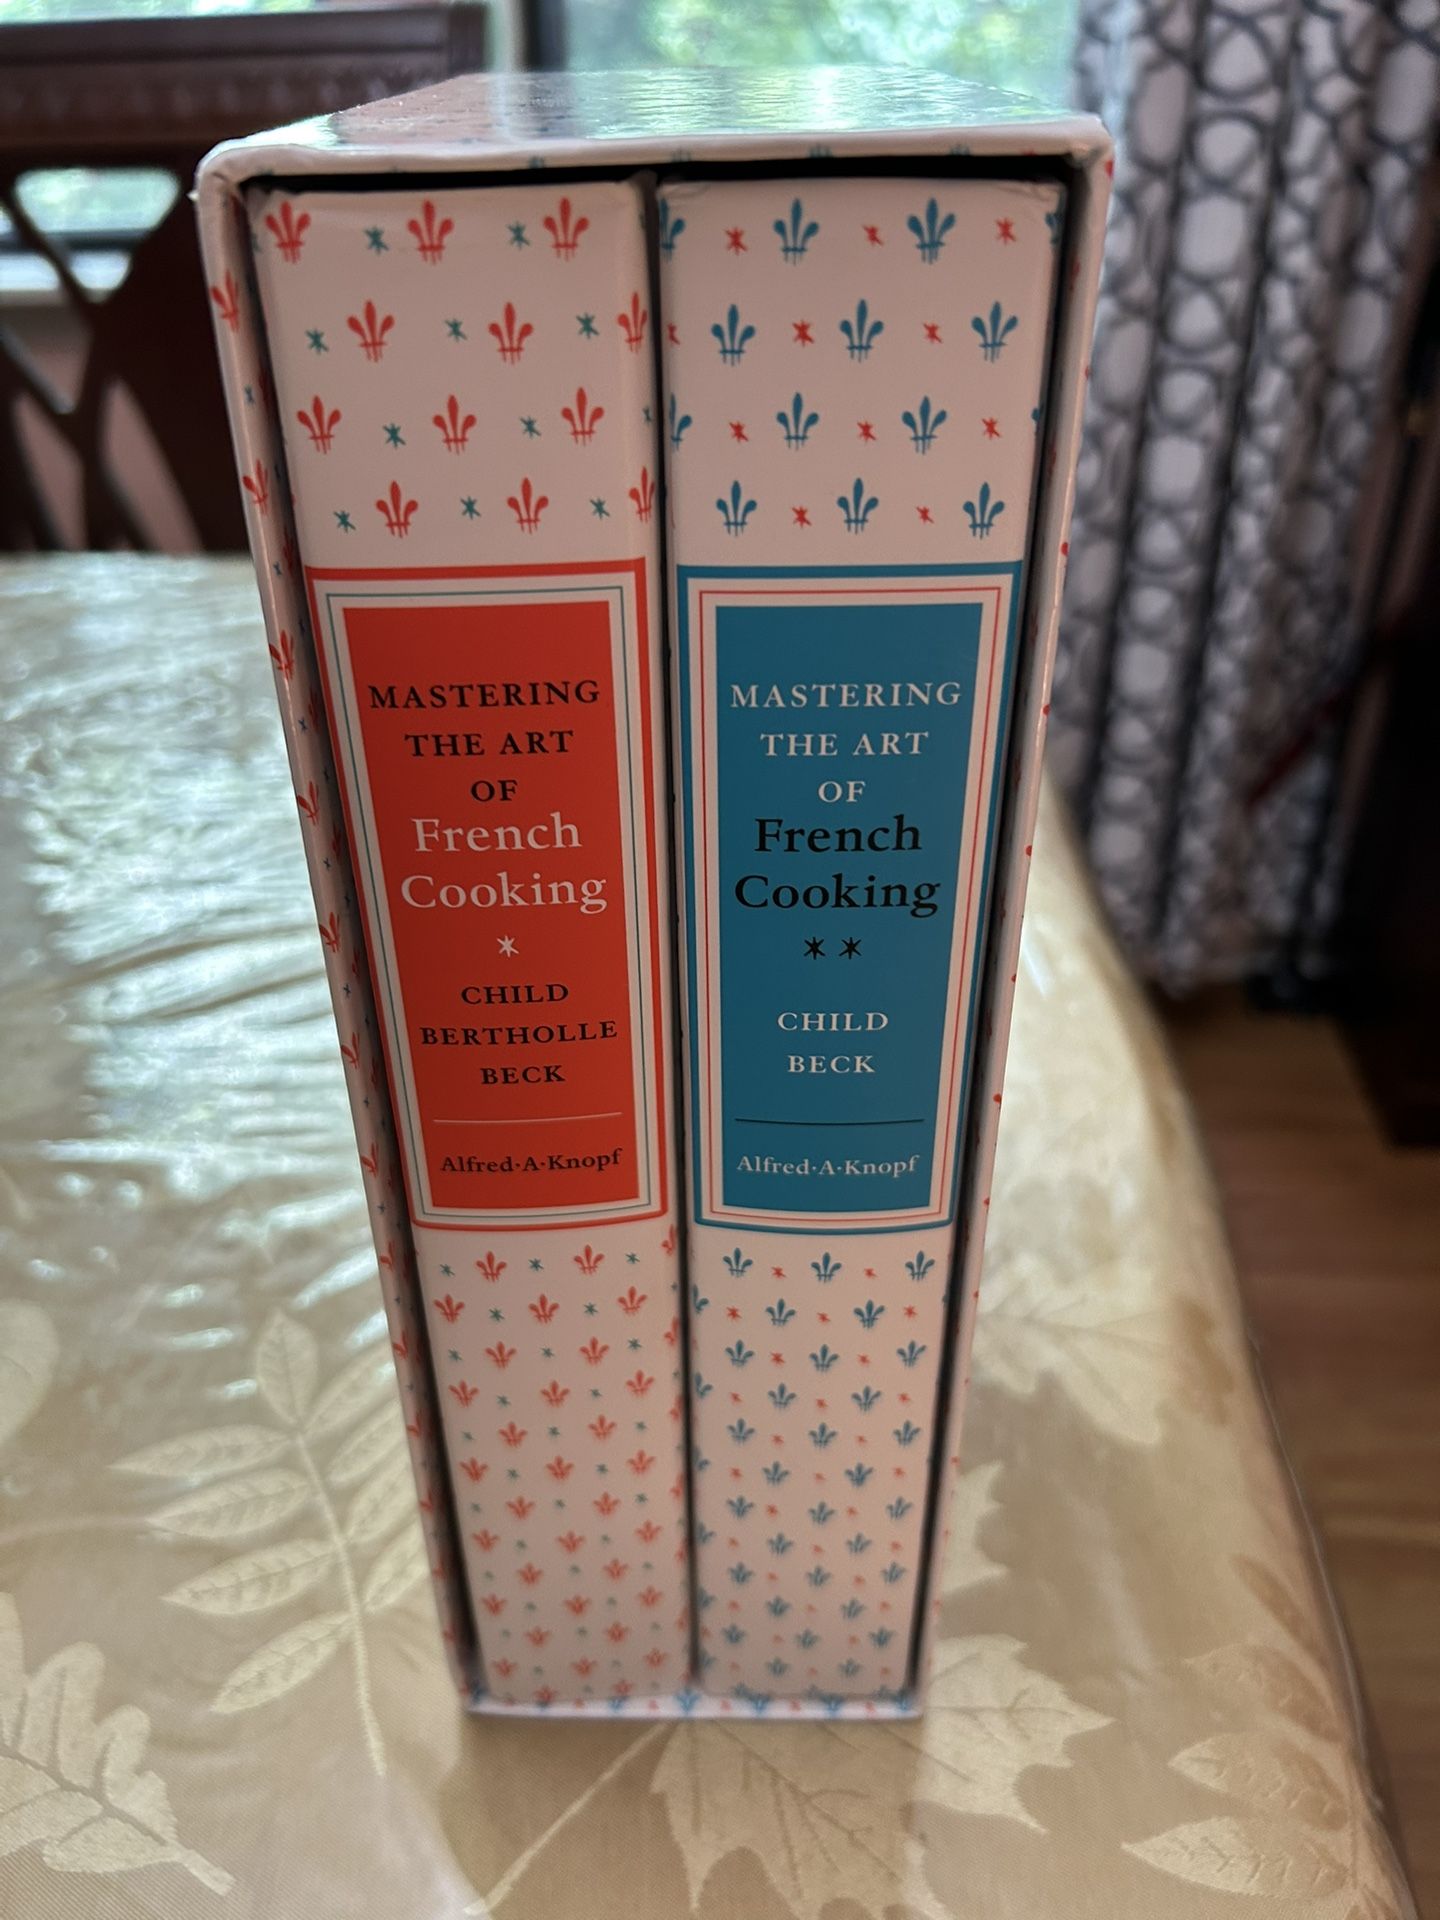 MASTERING
THE ART
OF
French
Cooking
*
CHILD
BERTHOLLE
BECK
Alfred·A·Knopf
MASTERING
THE ART
OF
French
Cooking
* *
CHILD
BECK
Alfred·A·Knopf